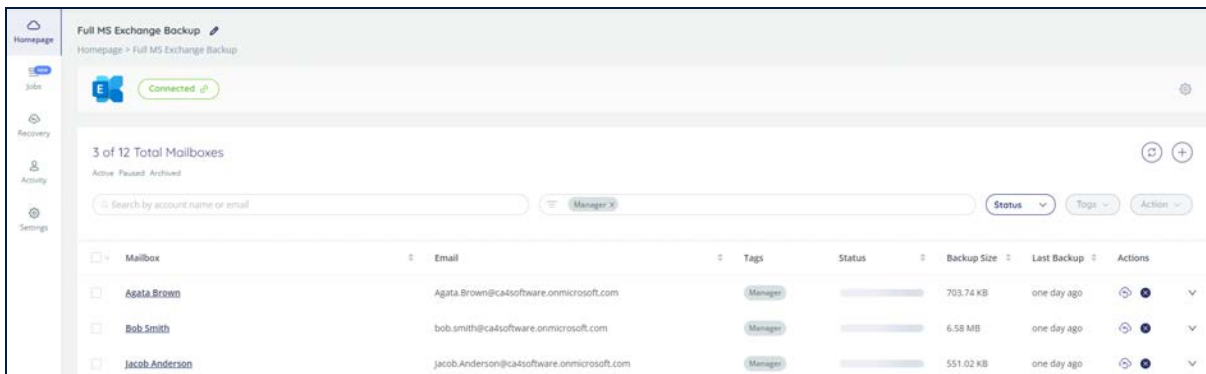 Homepage
NEW
Jobs
Recovery
Activity
Settings
Full MS Exchange Backup
Homepage > Full MS Exchange Backup
E
Connected
3 of 12 Total Mailboxes
Active Paused Archived
Search by account name or email
Manager X
Status
Tags
Action
Mailbox Email Tags Status Backup Size Last Backup Actions
Agata Brown Agata.Brown@ca4software.onmicrosoft.com Manager 703.74 KB one day ago
Bob Smith bob.smith@ca4software.onmicrosoft.com Manager 6.58 MB one day ago
Jacob Anderson Jacob.Anderson@ca4software.onmicrosoft.com Manager 551.02 KB one day ago